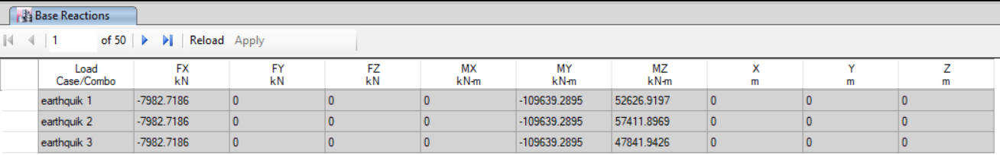 Base Reactions
1 of 50 Reload Apply
Load Case/Combo FX kN FY kN FZ kN MX kN-m MY kN-m MZ kN-m X m Y m Z m
earthquik 1 -7982.7186 0 0 0 -109639.2895 52626.9197 0 0 0
earthquik 2 -7982.7186 0 0 0 -109639.2895 57411.8969 0 0 0
earthquik 3 -7982.7186 0 0 0 -109639.2895 47841.9426 0 0 0